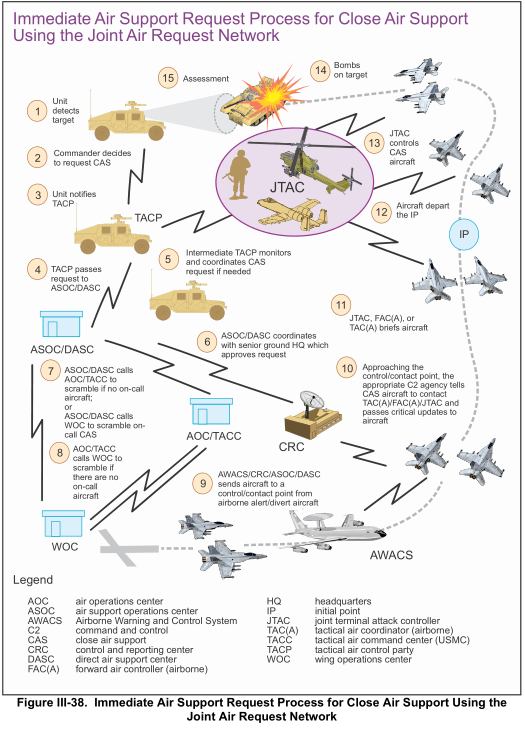 Immediate Air Support Request Process for Close Air Support
Using the Joint Air Request Network
1
Unit
detects
target
2
Commander decides
to request CAS
3
Unit notifies
TACP
TACP
4
TACP passes
request to
ASOC/DASC
5
Intermediate TACP monitors
and coordinates CAS
request if needed
ASOC/DASC
6
ASOC/DASC coordinates
with senior ground HQ which
approves request
7
ASOC/DASC calls
AOC/TACC to
scramble if no on-call
aircraft;
or
ASOC/DASC calls
WOC to scramble on-
call CAS
AOC/TACC
8
AOC/TACC
calls WOC to
scramble if
there are no
on-call
aircraft
WOC
9
AWACS/CRC/ASOC/DASC
sends aircraft to a
control/contact point from
airborne alert/divert aircraft
CRC
AWACS
10
Approaching the
control/contact point, the
appropriate C2 agency tells
CAS aircraft to contact
TAC(A)/FAC(A)/JTAC and
passes critical updates to
aircraft
11
JTAC, FAC(A), or
TAC(A) briefs aircraft
IP
12
Aircraft depart
the IP
13
JTAC
controls
CAS
aircraft
JTAC
14
Bombs
on target
15
Assessment
Legend
AOC air operations center
ASOC air support operations center
AWACS Airborne Warning and Control System
C2 command and control
CAS close air support
CRC control and reporting center
DASC direct air support center
FAC(A) forward air controller (airborne)
HQ headquarters
IP initial point
JTAC joint terminal attack controller
TAC(A) tactical air coordinator (airborne)
TACC tactical air command center (USMC)
TACP tactical air control party
WOC wing operations center
Figure III-38. Immediate Air Support Request Process for Close Air Support Using the
Joint Air Request Network